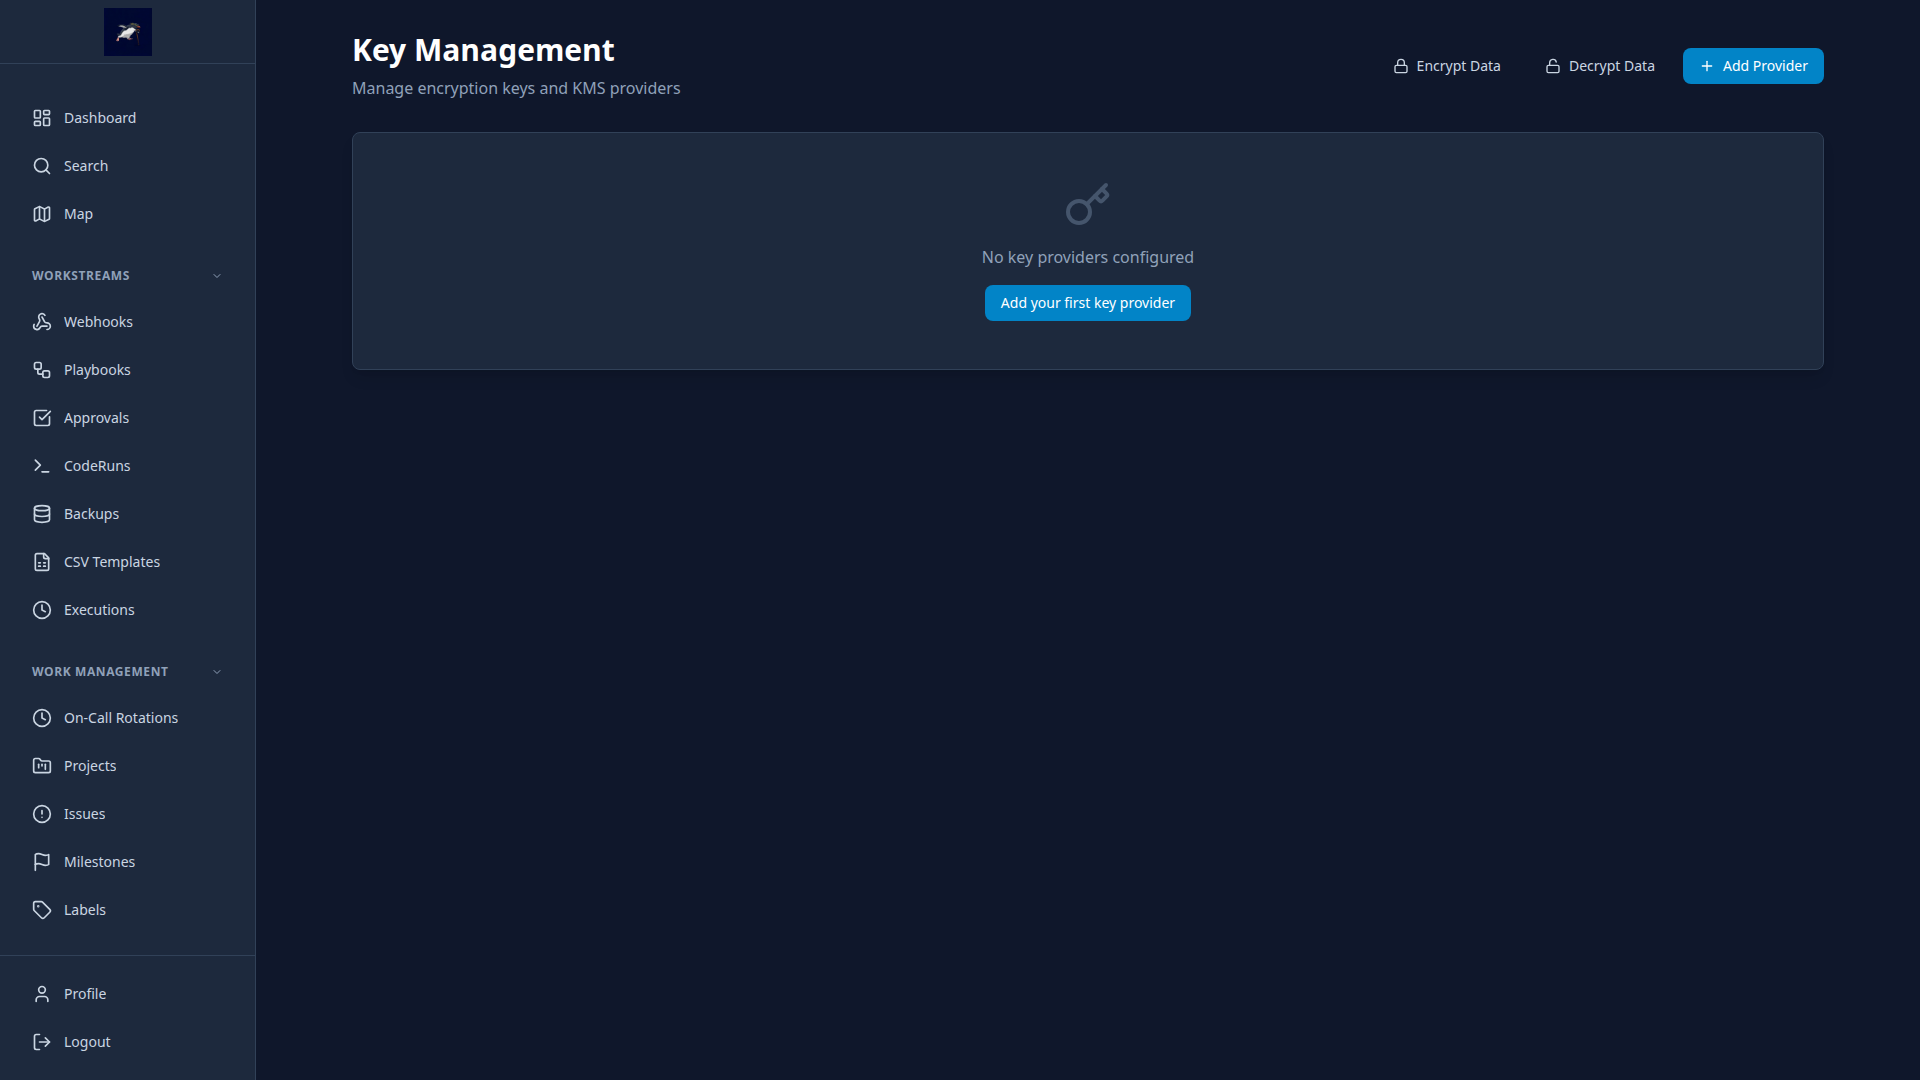 Key Management
Manage encryption keys and KMS providers
Encrypt Data
Decrypt Data
Add Provider
No key providers configured
Add your first key provider
Dashboard
Search
Map
WORKSTREAMS
Webhooks
Playbooks
Approvals
CodeRuns
Backups
CSV Templates
Executions
WORK MANAGEMENT
On-Call Rotations
Projects
Issues
Milestones
Labels
Profile
Logout